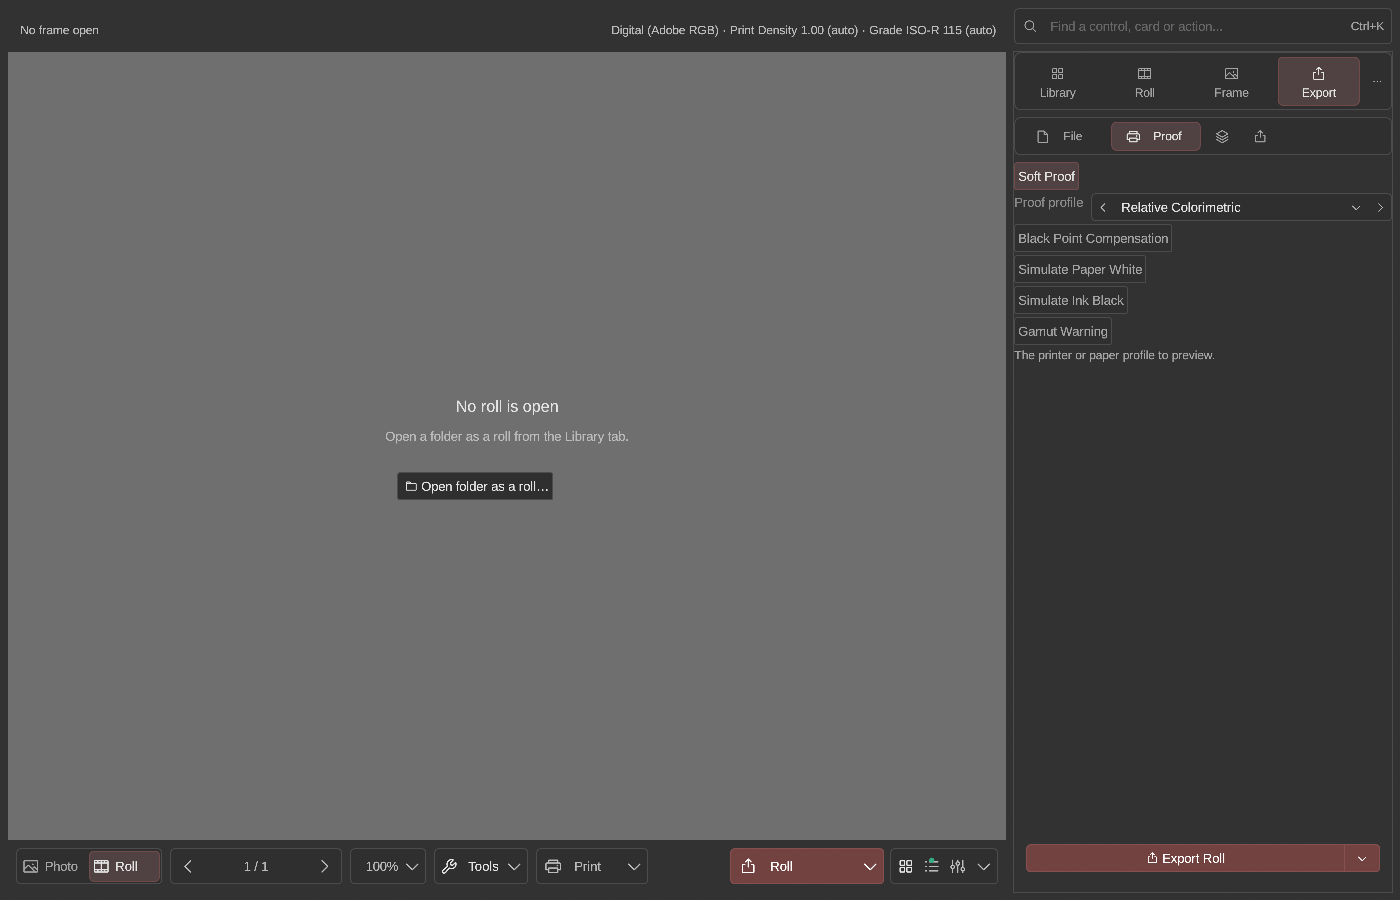 No frame open
Digital (Adobe RGB) · Print Density 1.00 (auto) · Grade ISO-R 115 (auto)
Find a control, card or action...
Ctrl+K
Library
Roll
Frame
Export
...
File
Proof
Soft Proof
Proof profile
Relative Colorimetric
Black Point Compensation
Simulate Paper White
Simulate Ink Black
Gamut Warning
The printer or paper profile to preview.
No roll is open
Open a folder as a roll from the Library tab.
Open folder as a roll...
Export Roll
Photo
Roll
1 / 1
100%
Tools
Print
Roll